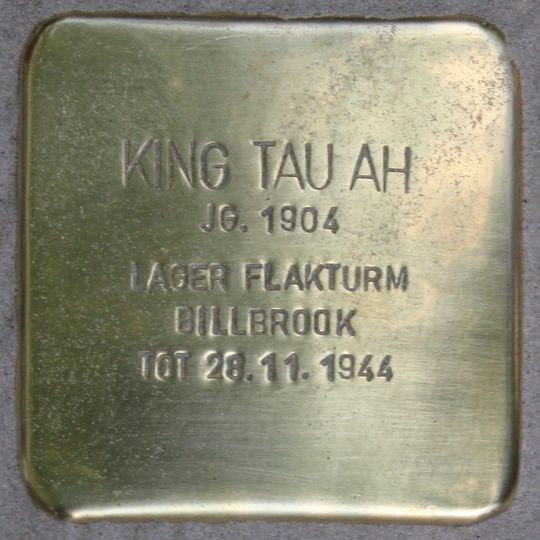 KING TAU AH
JG. 1904
LAGER FLAKTURM
BILLBROOK
TOT 28.11.1944